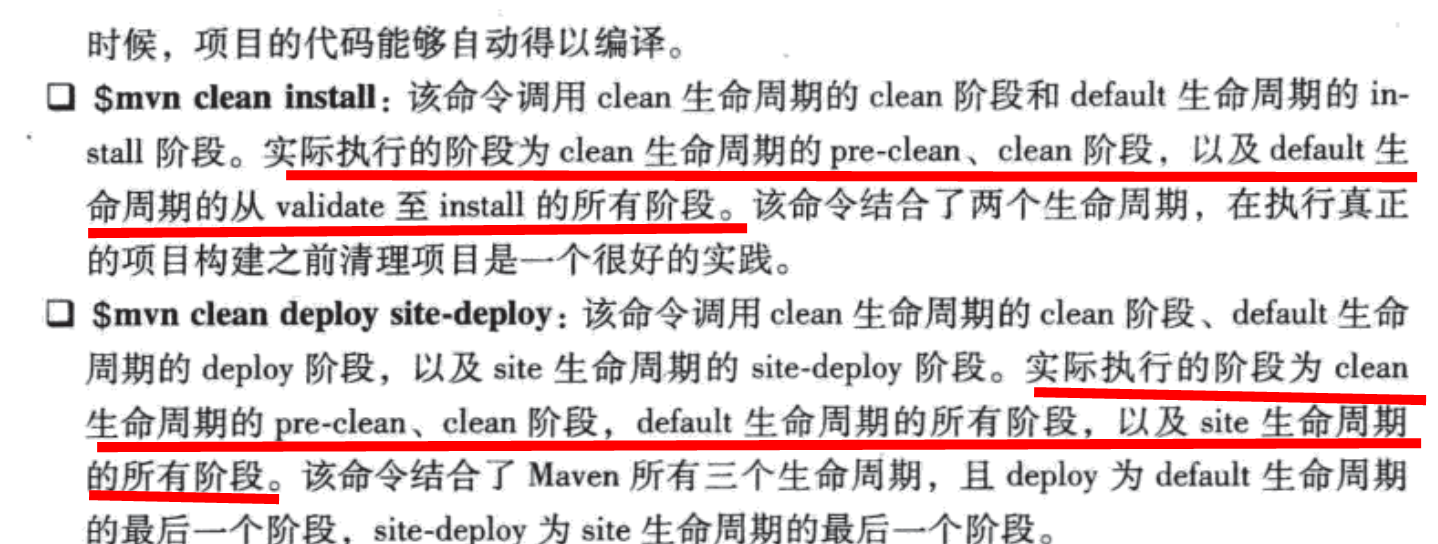 时候，项目的代码能够自动得以编译。
❑ $mvn clean install：该命令调用 clean 生命周期的 clean 阶段和 default 生命周期的 in-
stall 阶段。实际执行的阶段为 clean 生命周期的 pre-clean、clean 阶段，以及 default 生
命周期的从 validate 至 install 的所有阶段。该命令结合了两个生命周期，在执行真正
的项目构建之前清理项目是一个很好的实践。
❑ $mvn clean deploy site-deploy：该命令调用 clean 生命周期的 clean 阶段、default 生命
周期的 deploy 阶段，以及 site 生命周期的 site-deploy 阶段。实际执行的阶段为 clean
生命周期的 pre-clean、clean 阶段，default 生命周期的所有阶段，以及 site 生命周期
的所有阶段。该命令结合了 Maven 所有三个生命周期，且 deploy 为 default 生命周期
的最后一个阶段，site-deploy 为 site 生命周期的最后一个阶段。